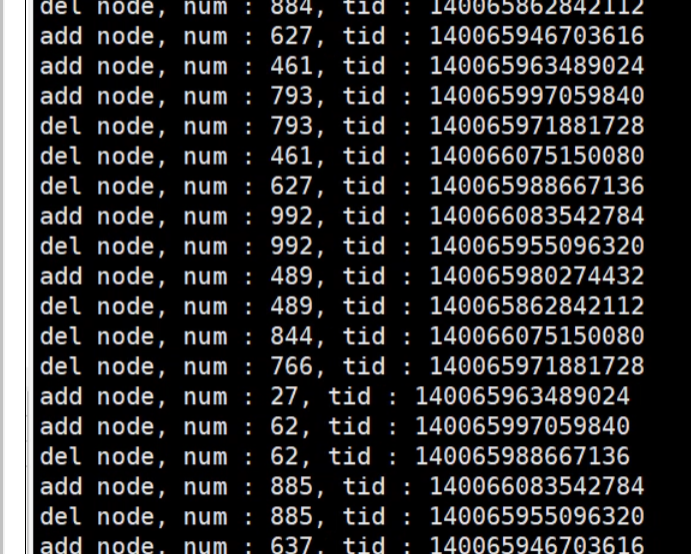 del node, num : 884, tid : 140065862842112
add node, num : 627, tid : 140065946703616
add node, num : 461, tid : 140065963489024
add node, num : 793, tid : 140065997059840
del node, num : 793, tid : 140065971881728
del node, num : 461, tid : 140066075150080
del node, num : 627, tid : 140065988667136
add node, num : 992, tid : 140066083542784
del node, num : 992, tid : 140065955096320
add node, num : 489, tid : 140065980274432
del node, num : 489, tid : 140065862842112
del node, num : 844, tid : 140066075150080
del node, num : 766, tid : 140065971881728
add node, num : 27, tid : 140065963489024
add node, num : 62, tid : 140065997059840
del node, num : 62, tid : 140065988667136
add node, num : 885, tid : 140066083542784
del node, num : 885, tid : 140065955096320
add node, num : 637, tid : 140065946703616